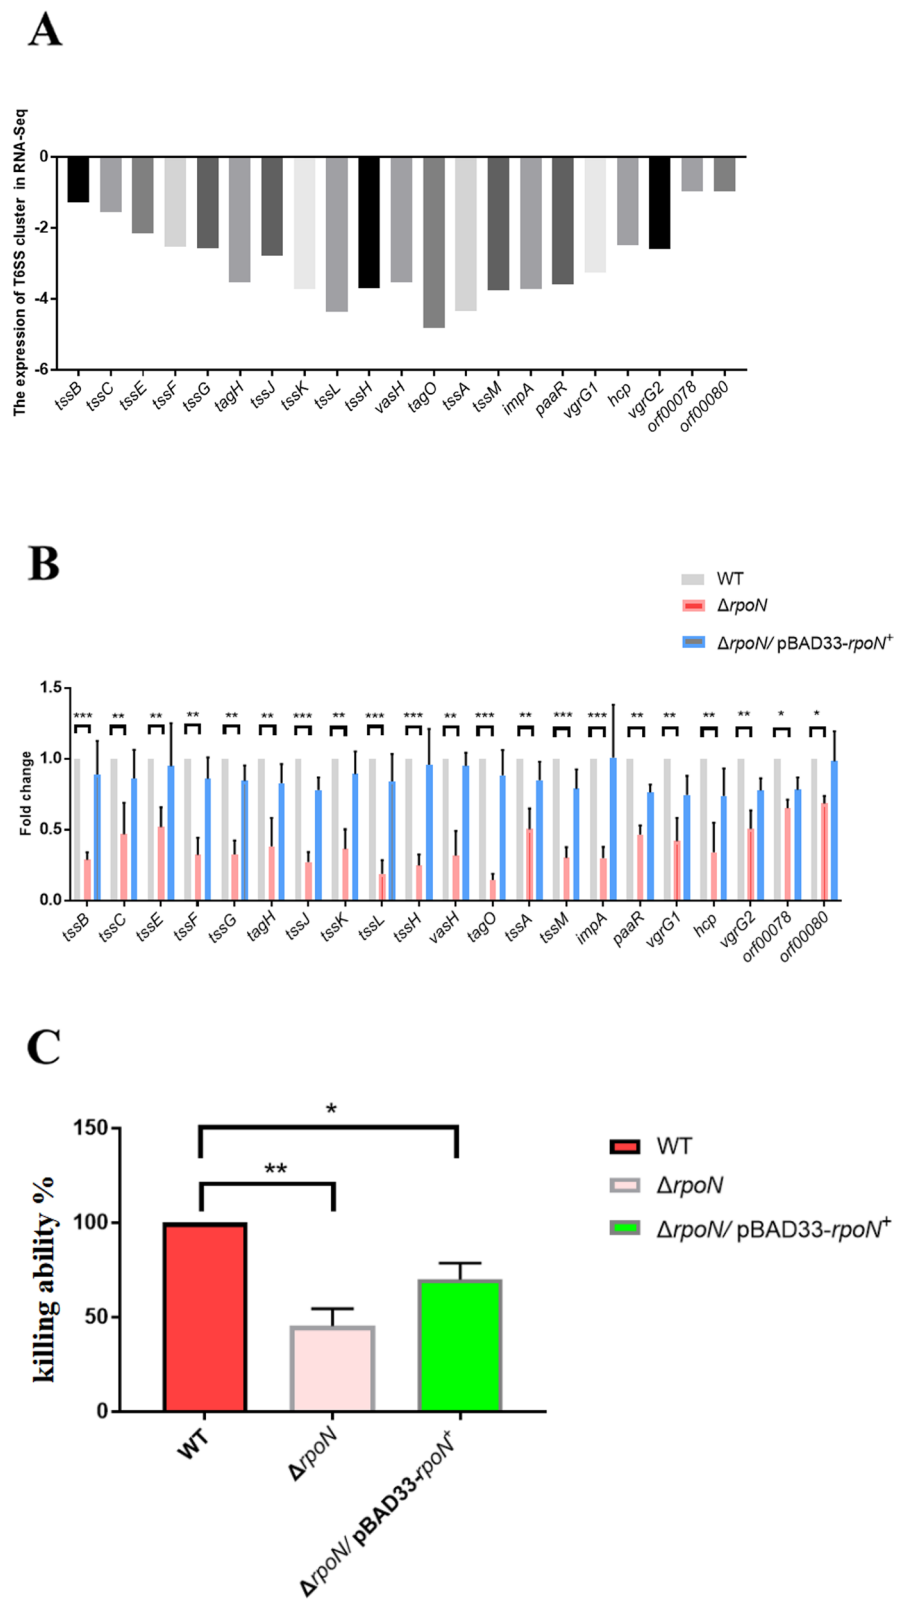 A
The expression of T6SS cluster in RNA-Seq
0
-2
-4
-6
tssB tssC tssE tssF tssG tagH tssJ tssK tssL tssH vasH tagO tssA tssM impA paaR vgrG1 hcp vgrG2 orf00078 orf00080
B
WT
ΔrpoN
ΔrpoN/ pBAD33-rpoN⁺
Fold change
1.5
1.0
0.5
0.0
*** ** ** ** ** ** *** ** *** *** ** *** ** *** *** ** ** ** ** * *
tssB tssC tssE tssF tssG tagH tssJ tssK tssL tssH vasH tagO tssA tssM impA paaR vgrG1 hcp vgrG2 orf00078 orf00080
C
killing ability %
150
100
50
0
*
**
WT
ΔrpoN
ΔrpoN/ pBAD33-rpoN⁺
WT
ΔrpoN
ΔrpoN/ pBAD33-rpoN⁺